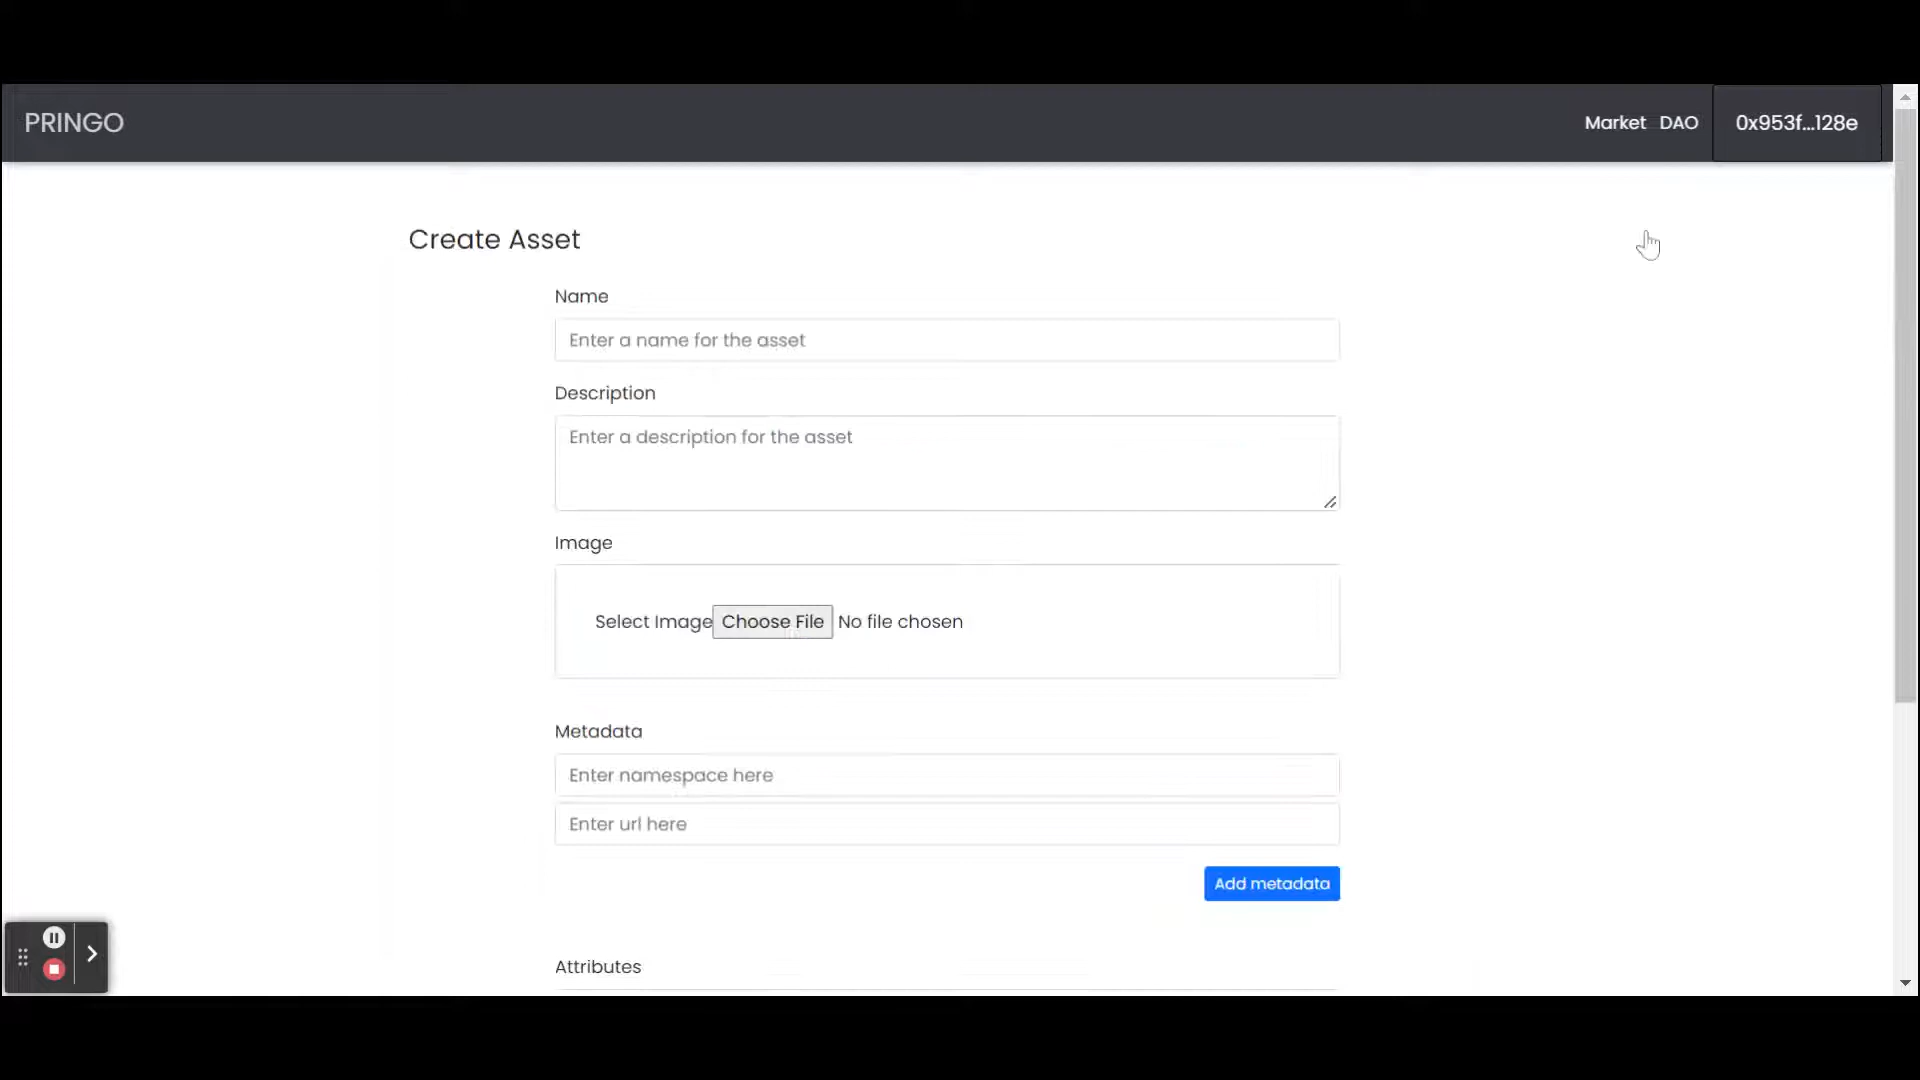 PRINGO
Market DAO 0x953f...128e
Create Asset
Name
Enter a name for the asset
Description
Enter a description for the asset
Image
Select Image Choose File No file chosen
Metadata
Enter namespace here
Enter url here
Add metadata
Attributes